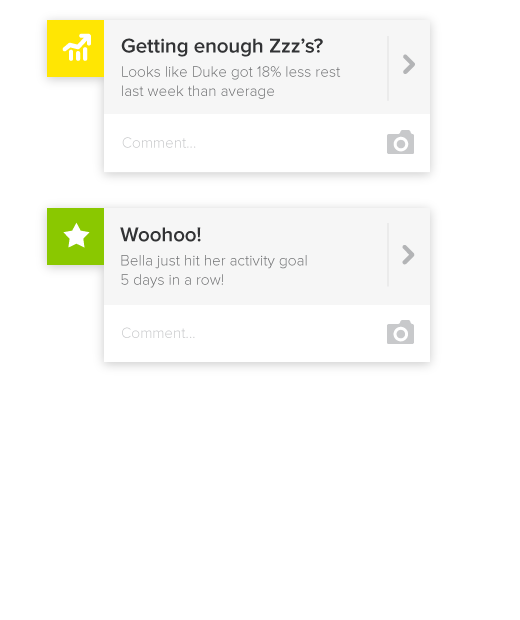 Getting enough Zzz’s?
Looks like Duke got 18% less rest
last week than average
Comment...
Woohoo!
Bella just hit her activity goal
5 days in a row!
Comment...